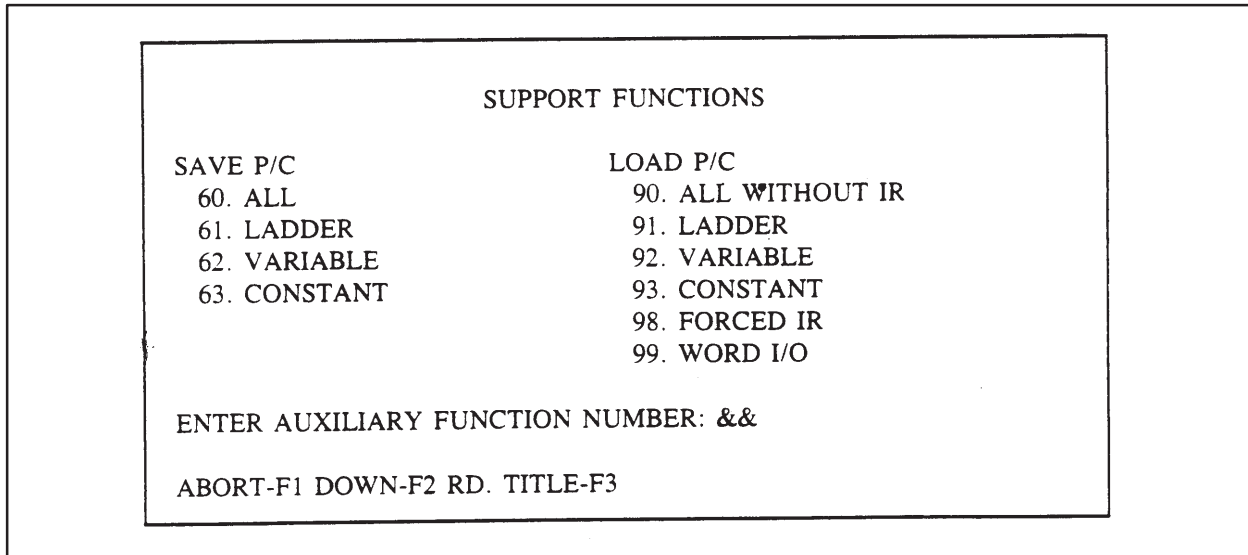 SUPPORT FUNCTIONS
SAVE P/C
60. ALL
61. LADDER
62. VARIABLE
63. CONSTANT
LOAD P/C
90. ALL WITHOUT IR
91. LADDER
92. VARIABLE
93. CONSTANT
98. FORCED IR
99. WORD I/O
ENTER AUXILIARY FUNCTION NUMBER: &&
ABORT-F1 DOWN-F2 RD. TITLE-F3